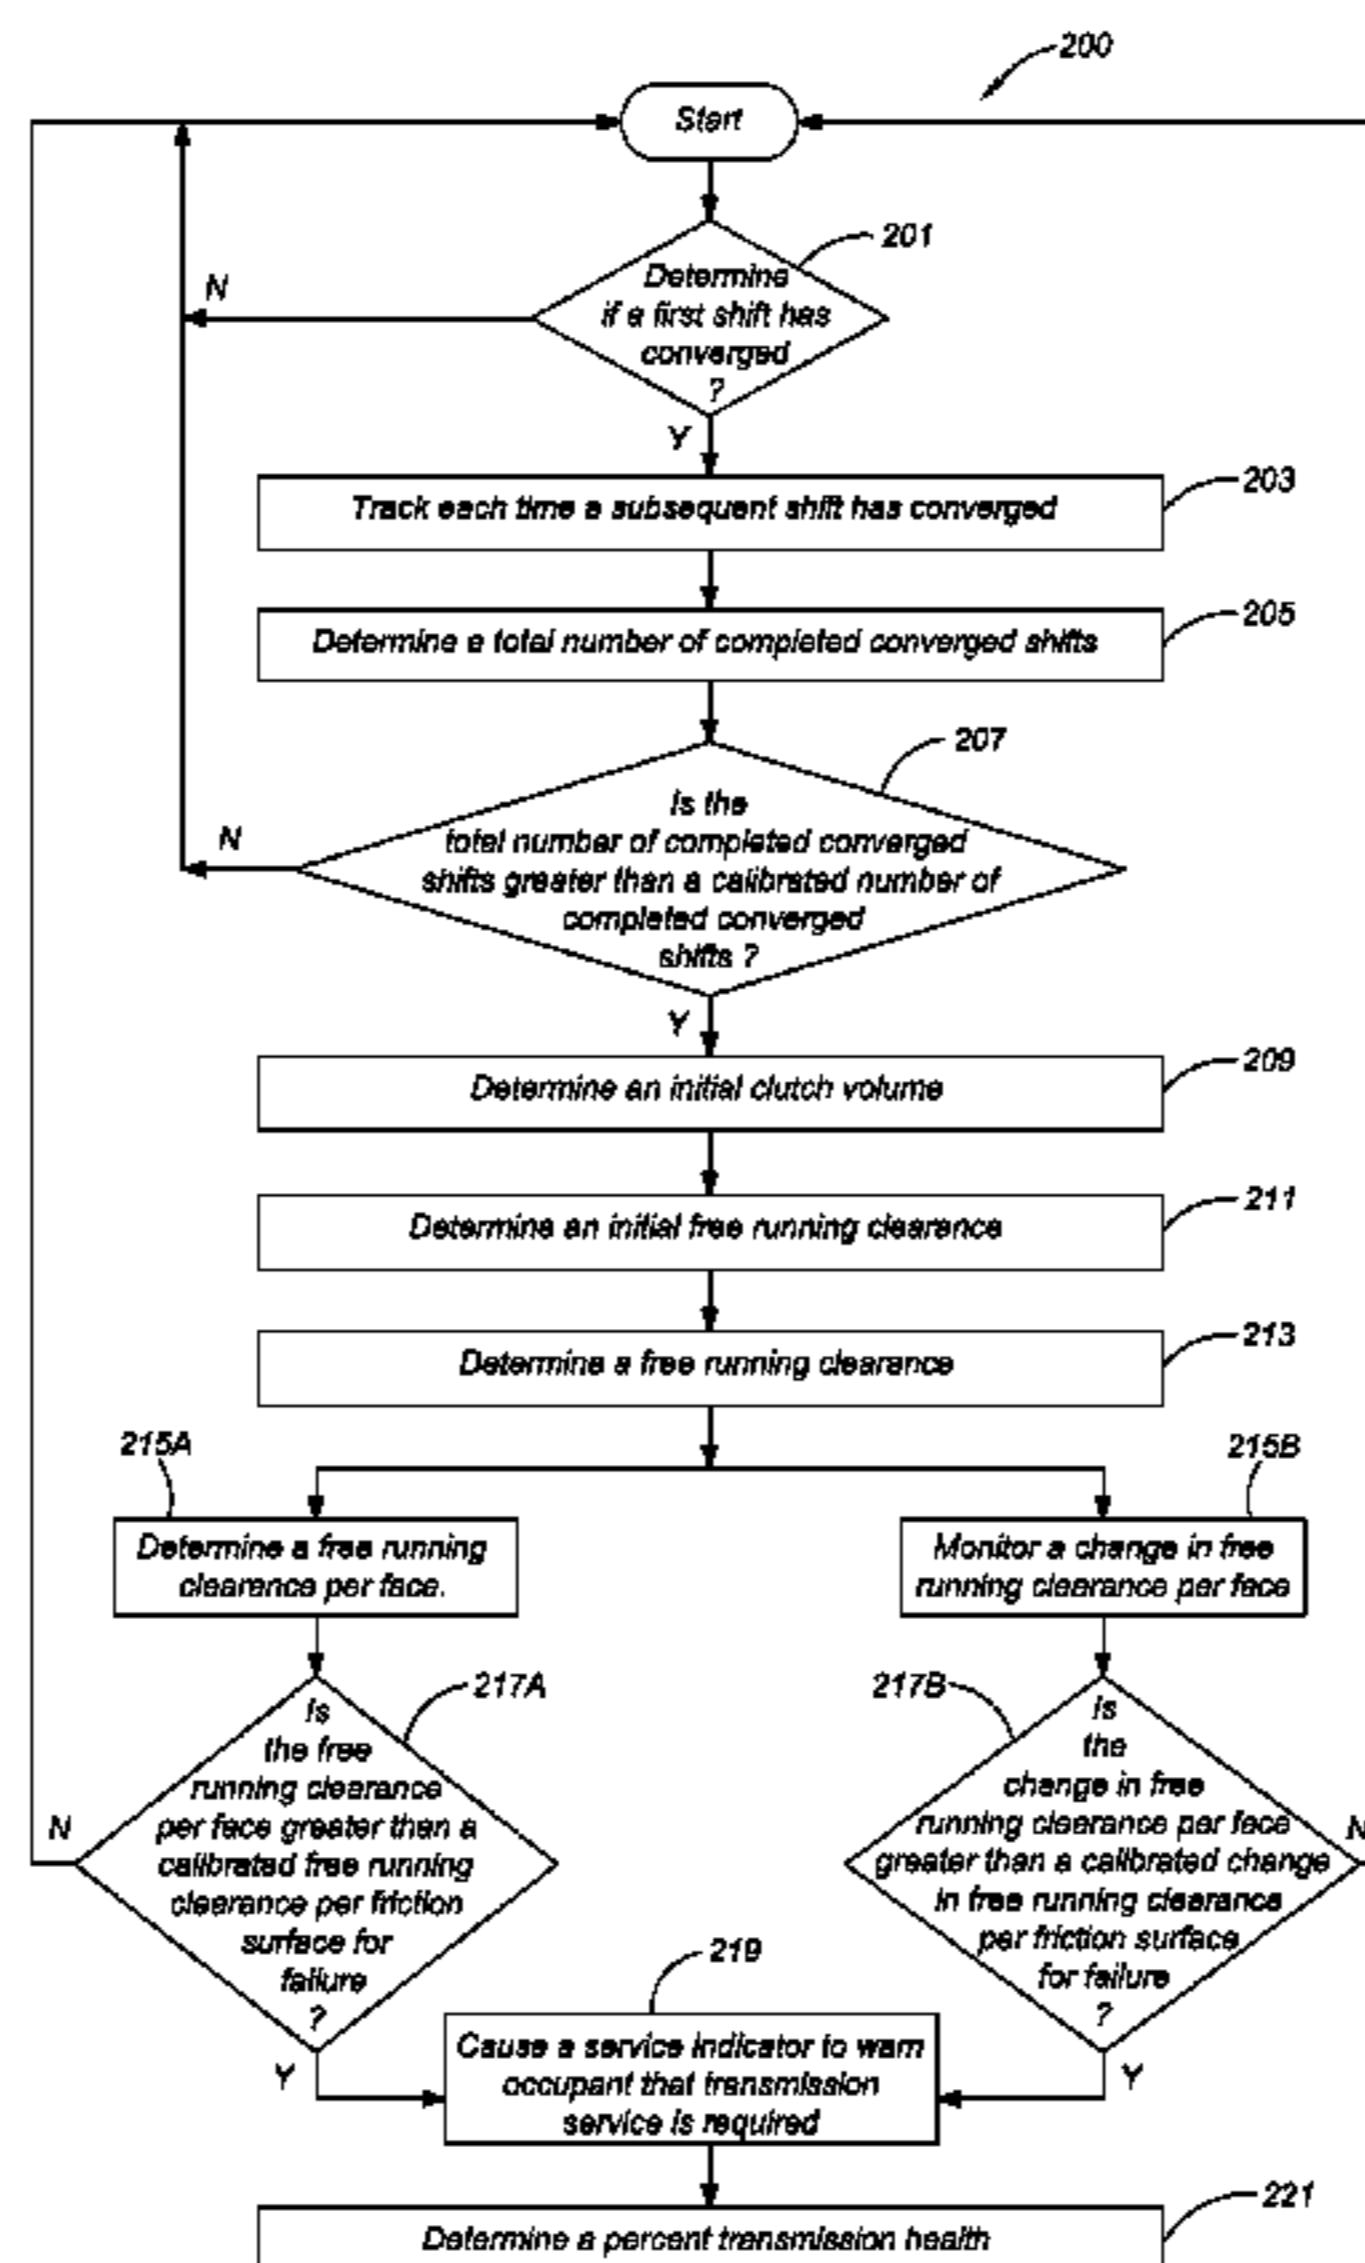 200
Start
201
Determine
if a first shift has
converged
?
N
Y
203
Track each time a subsequent shift has converged
205
Determine a total number of completed converged shifts
207
Is the
total number of completed converged
shifts greater than a calibrated number of
completed converged
shifts ?
N
Y
209
Determine an initial clutch volume
211
Determine an initial free running clearance
213
Determine a free running clearance
215A
215B
Determine a free running
clearance per face.
Monitor a change in free
running clearance per face
217A
Is
the free
running clearance
per face greater than a
calibrated free running
clearance per friction
surface for
failure
?
N
Y
217B
Is
the
change in free
running clearance per face
greater than a calibrated change
in free running clearance
per friction surface
for failure
?
N
Y
219
Cause a service indicator to warn
occupant that transmission
service is required
221
Determine a percent transmission health